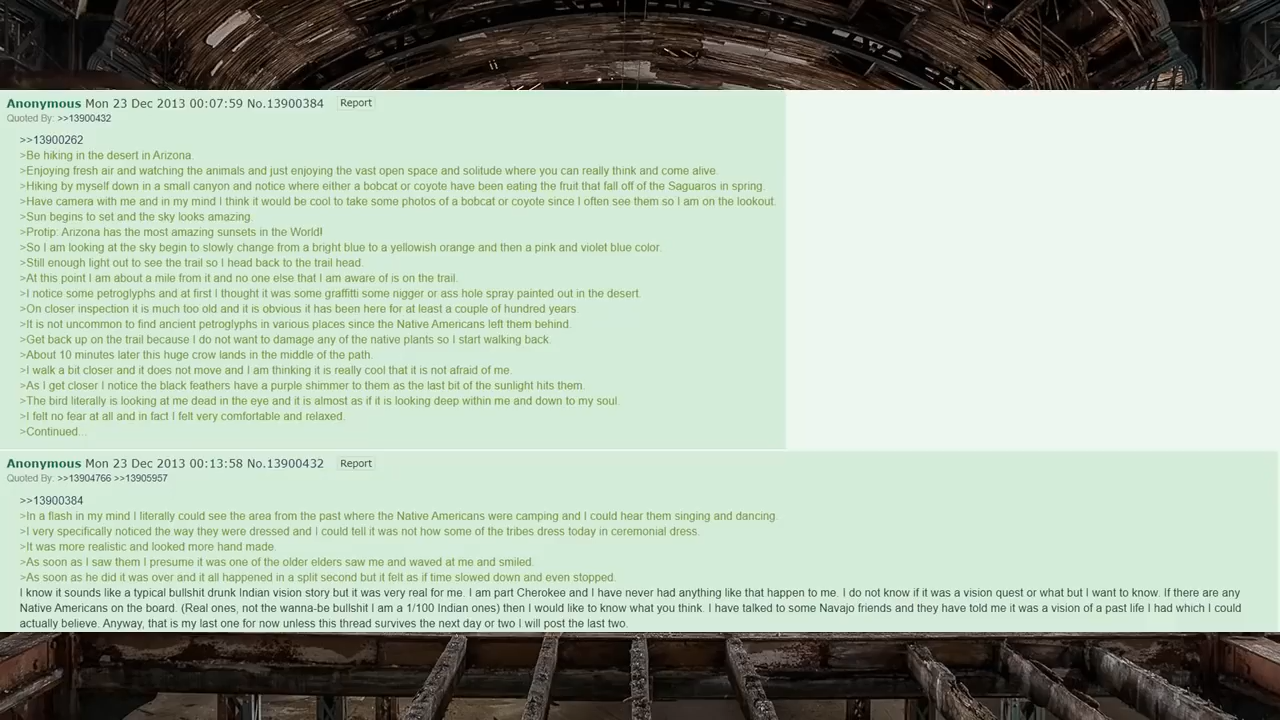 Anonymous Mon 23 Dec 2013 00:07:59 No.13900384 Report
Quoted By: >>13900432
>>13900262
>Be hiking in the desert in Arizona.
>Enjoying fresh air and watching the animals and just enjoying the vast open space and solitude where you can really think and come alive.
>Hiking by myself down in a small canyon and notice where either a bobcat or coyote have been eating the fruit that fall off of the Saguaros in spring.
>Have camera with me and in my mind I think it would be cool to take some photos of a bobcat or coyote since I often see them so I am on the lookout.
>Sun begins to set and the sky looks amazing.
>Protip: Arizona has the most amazing sunsets in the World!
>So I am looking at the sky begin to slowly change from a bright blue to a yellowish orange and then a pink and violet blue color.
>Still enough light out to see the trail so I head back to the trail head.
>At this point I am about a mile from it and no one else that I am aware of is on the trail.
>I notice some petroglyphs and at first I thought it was some graffitti some nigger or ass hole spray painted out in the desert.
>On closer inspection it is much too old and it is obvious it has been here for at least a couple of hundred years.
>It is not uncommon to find ancient petroglyphs in various places since the Native Americans left them behind.
>Get back up on the trail because I do not want to damage any of the native plants so I start walking back.
>About 10 minutes later this huge crow lands in the middle of the path.
>I walk a bit closer and it does not move and I am thinking it is really cool that it is not afraid of me.
>As I get closer I notice the black feathers have a purple shimmer to them as the last bit of the sunlight hits them.
>The bird literally is looking at me dead in the eye and it is almost as if it is looking deep within me and down to my soul.
>I felt no fear at all and in fact I felt very comfortable and relaxed.
>Continued...
Anonymous Mon 23 Dec 2013 00:13:58 No.13900432 Report
Quoted By: >>13904766 >>13905957
>>13900384
>In a flash in my mind I literally could see the area from the past where the Native Americans were camping and I could hear them singing and dancing.
>I very specifically noticed the way they were dressed and I could tell it was not how some of the tribes dress today in ceremonial dress.
>It was more realistic and looked more hand made.
>As soon as I saw them I presume it was one of the older elders saw me and waved at me and smiled.
>As soon as he did it was over and it all happened in a split second but it felt as if time slowed down and even stopped.
I know it sounds like a typical bullshit drunk Indian vision story but it was very real for me. I am part Cherokee and I have never had anything like that happen to me. I do not know if it was a vision quest or what but I want to know. If there are any
Native Americans on the board. (Real ones, not the wanna-be bullshit I am a 1/100 Indian ones) then I would like to know what you think. I have talked to some Navajo friends and they have told me it was a vision of a past life I had which I could
actually believe. Anyway, that is my last one for now unless this thread survives the next day or two I will post the last two.